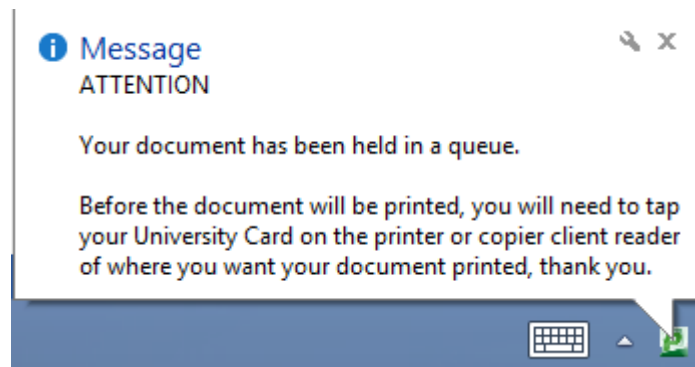 Message
ATTENTION
Your document has been held in a queue.
Before the document will be printed, you will need to tap
your University Card on the printer or copier client reader
of where you want your document printed, thank you.